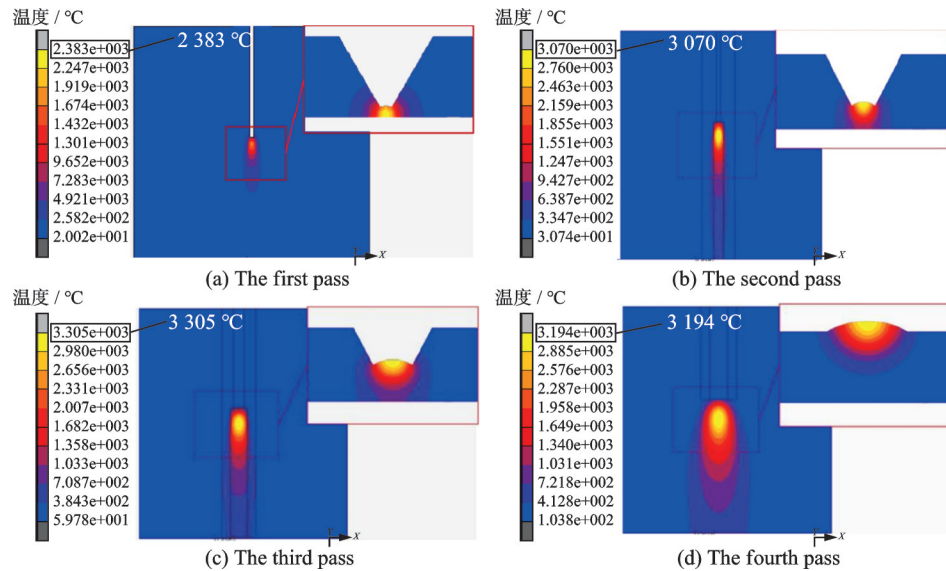 温度 / ℃
2.383e+003
2.247e+003
1.919e+003
1.674e+003
1.432e+003
1.301e+003
9.652e+002
7.283e+002
4.921e+002
2.582e+002
2.002e+001
2 383 ℃
X
(a) The first pass
温度 / ℃
3.070e+003
2.760e+003
2.463e+003
2.159e+003
1.855e+003
1.551e+003
1.247e+003
9.427e+002
6.387e+002
3.347e+002
3.074e+001
3 070 ℃
X
(b) The second pass
温度 / ℃
3.305e+003
2.980e+003
2.656e+003
2.331e+003
2.007e+003
1.682e+003
1.358e+003
1.033e+003
7.087e+002
3.843e+002
5.978e+001
3 305 ℃
X
(c) The third pass
温度 / ℃
3.194e+003
2.885e+003
2.576e+003
2.287e+003
1.958e+003
1.649e+003
1.340e+003
1.031e+003
7.218e+002
4.128e+002
1.038e+002
3 194 ℃
X
(d) The fourth pass